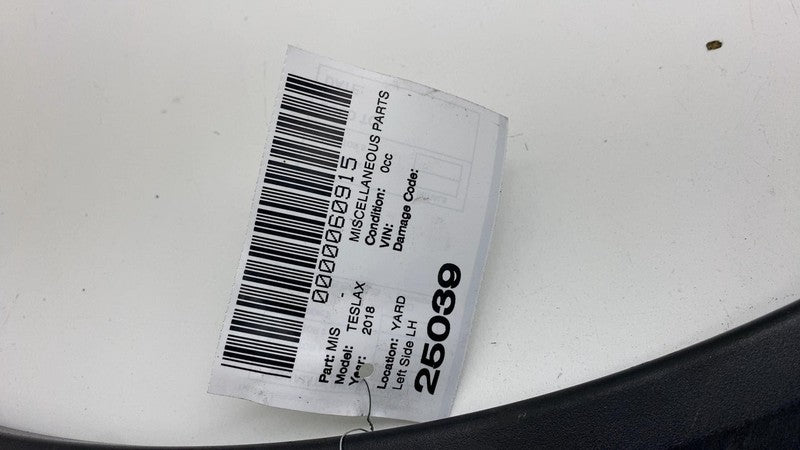 0000060915
Part: MIS - MISCELLANEOUS PARTS
Model: TESLAX Condition: 0cc
Year: 2018 VIN:
Damage Code:
Location: YARD
Left Side LH
25039